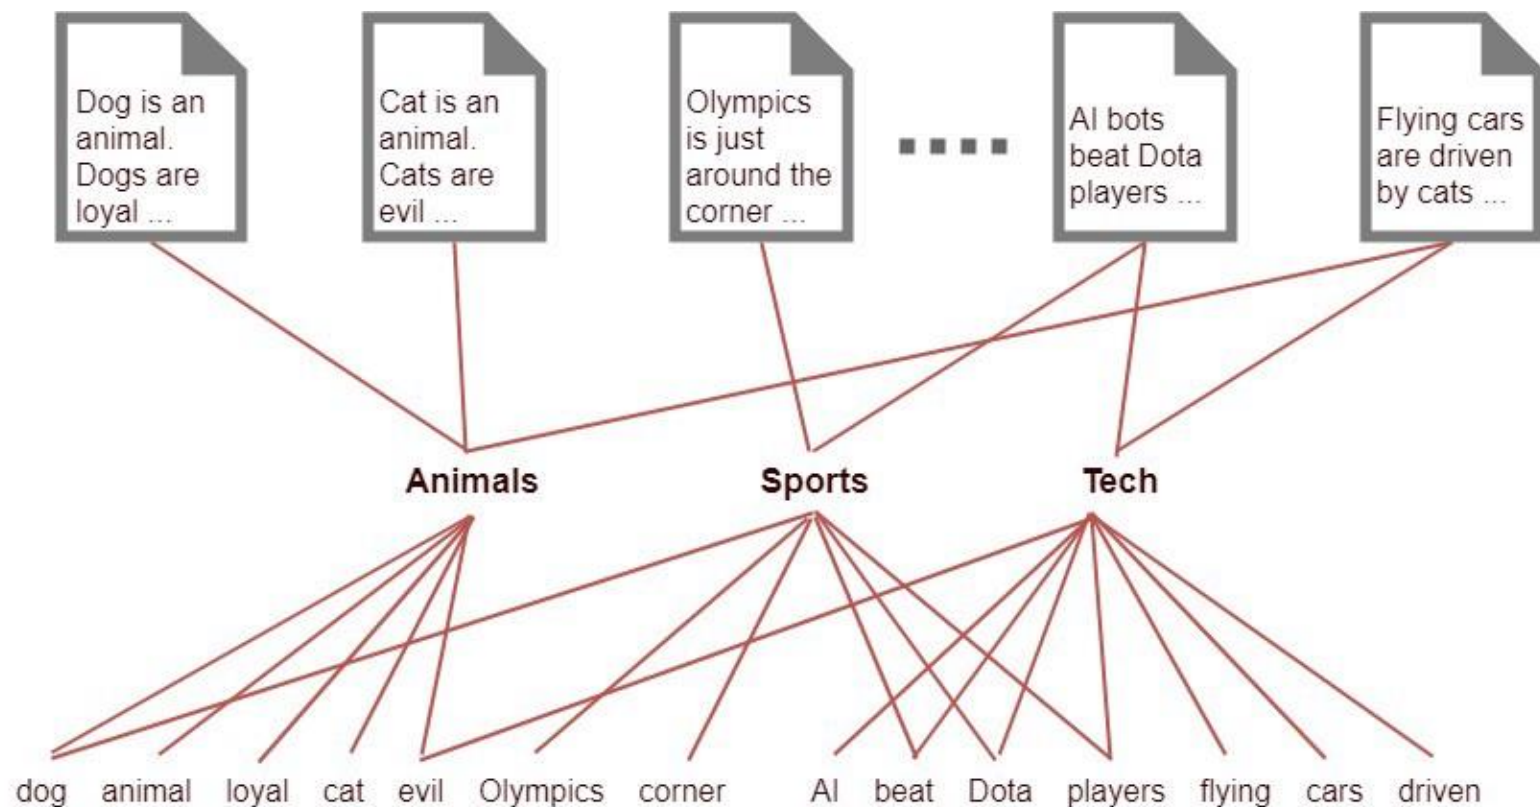 Dog is an
animal.
Dogs are
loyal ...
Cat is an
animal.
Cats are
evil ...
Olympics
is just
around the
corner ...
AI bots
beat Dota
players ...
Flying cars
are driven
by cats ...
Animals
Sports
Tech
dog animal loyal cat evil Olympics corner AI beat Dota players flying cars driven